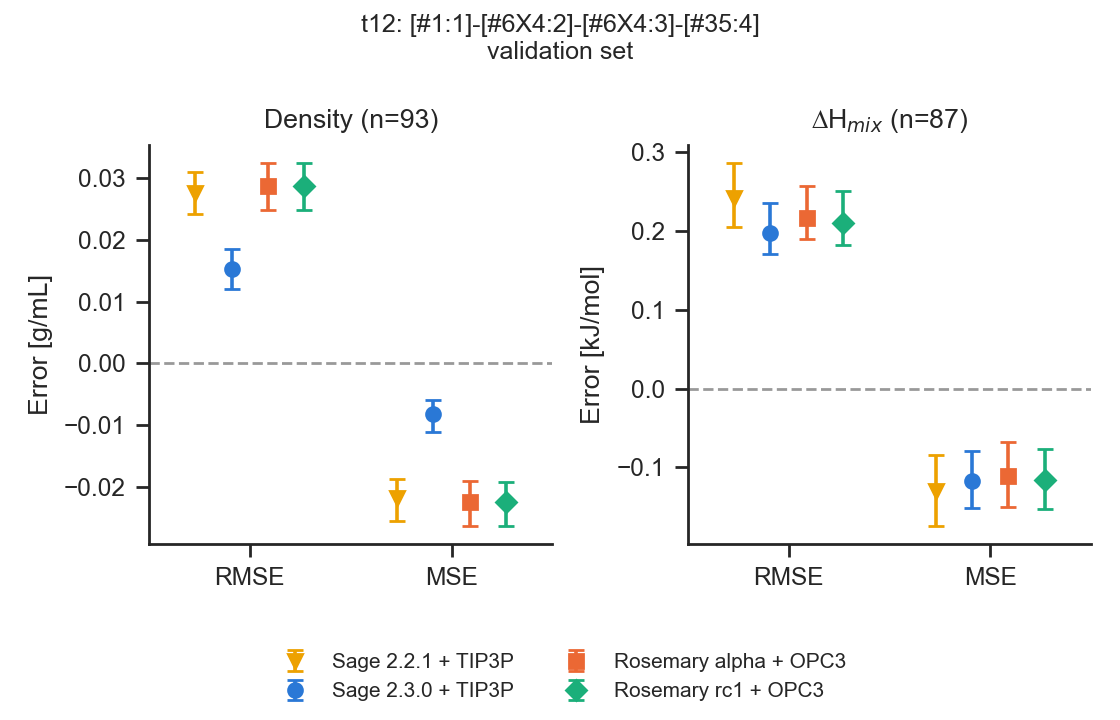 t12: [#1:1]-[#6X4:2]-[#6X4:3]-[#35:4]
validation set
Density (n=93)
ΔH_mix (n=87)
Error [g/mL]
0.03
0.02
0.01
0.00
−0.01
−0.02
RMSE
MSE
Error [kJ/mol]
0.3
0.2
0.1
0.0
−0.1
RMSE
MSE
Sage 2.2.1 + TIP3P
Sage 2.3.0 + TIP3P
Rosemary alpha + OPC3
Rosemary rc1 + OPC3